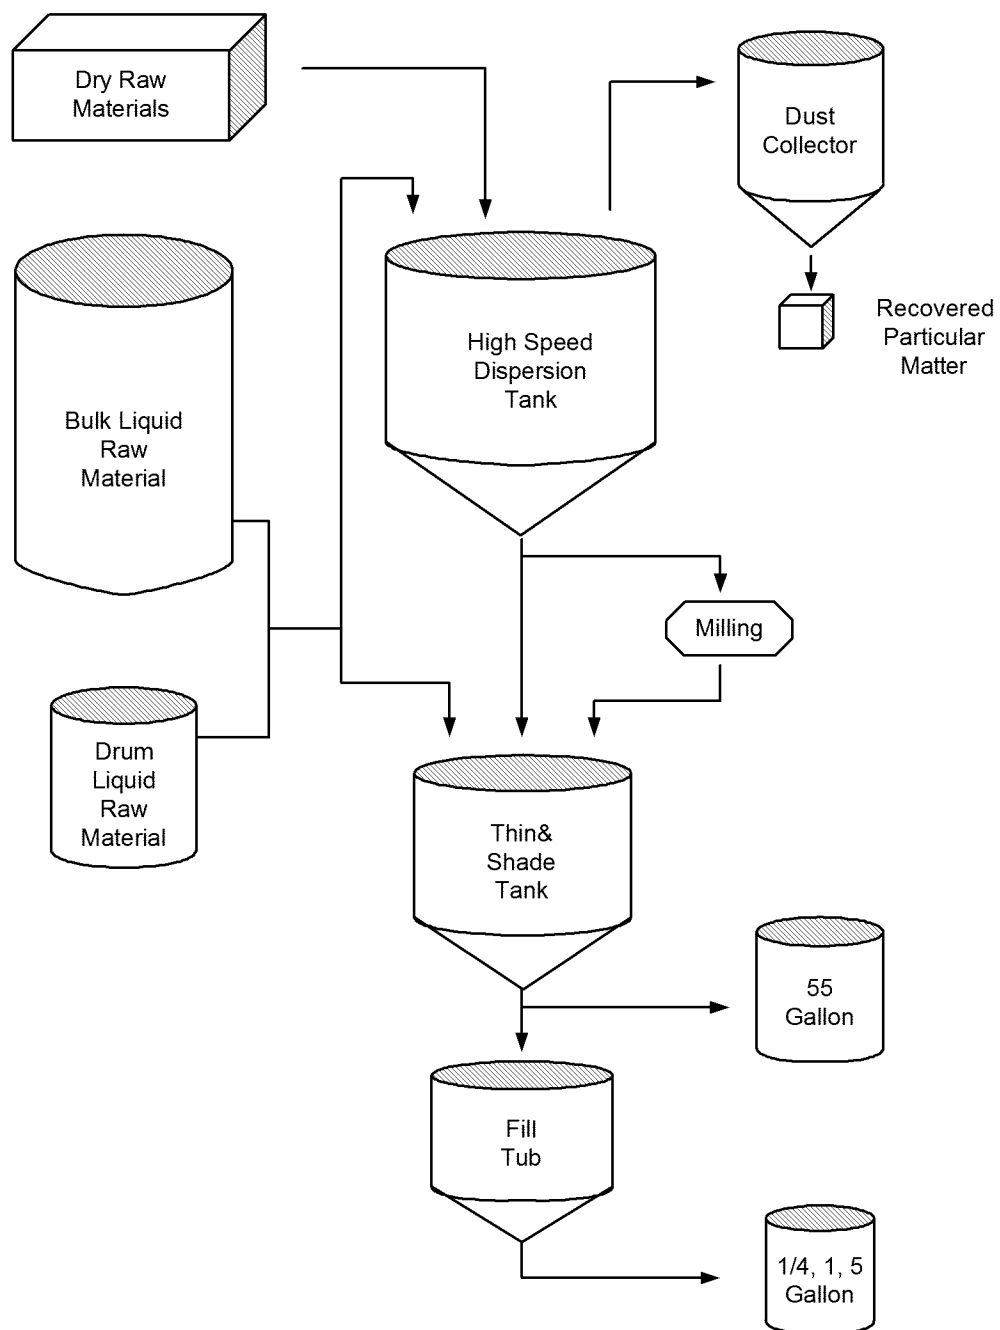 Dry Raw
Materials
Dust
Collector
High Speed
Dispersion
Tank
Recovered
Particular
Matter
Bulk Liquid
Raw
Material
Milling
Drum
Liquid
Raw
Material
Thin&
Shade
Tank
55
Gallon
Fill
Tub
1/4, 1, 5
Gallon